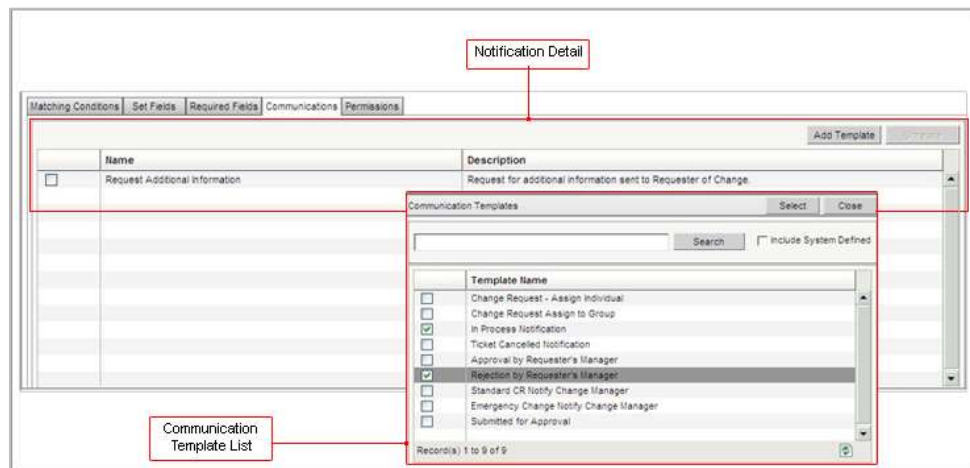 Notification Detail
Matching Conditions Set Fields Required Fields Communications Permissions
Add Template
Name Description
Request Additional Information Request for additional information sent to Requester of Change.
Communication Templates Select Close
Search Include System Defined
Template Name
Change Request - Assign Individual
Change Request Assign to Group
In Process Notification
Ticket Cancelled Notification
Approval by Requester's Manager
Rejection by Requester's Manager
Standard CR Notify Change Manager
Emergency Change Notify Change Manager
Submitted for Approval
Record(s) 1 to 9 of 9
Communication
Template List